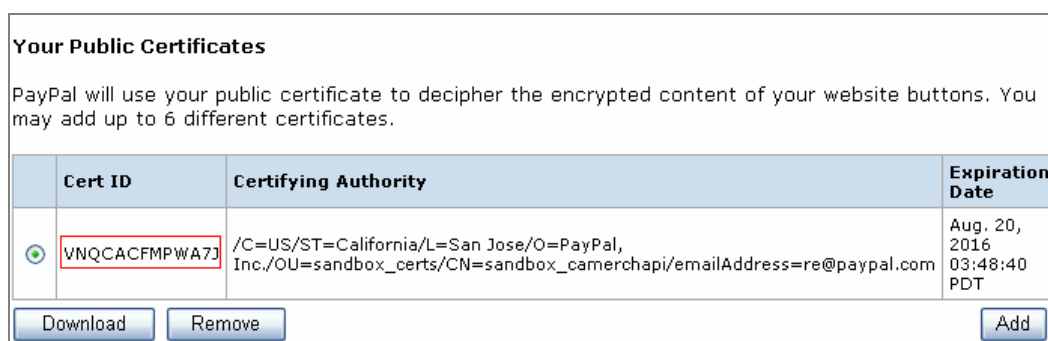 Your Public Certificates
PayPal will use your public certificate to decipher the encrypted content of your website buttons. You
may add up to 6 different certificates.
Cert ID
Certifying Authority
Expiration
Date
VNQCACFMPWA7J
/C=US/ST=California/L=San Jose/O=PayPal,
Inc./OU=sandbox_certs/CN=sandbox_camerchapi/emailAddress=re@paypal.com
Aug. 20,
2016
03:48:40
PDT
Download
Remove
Add